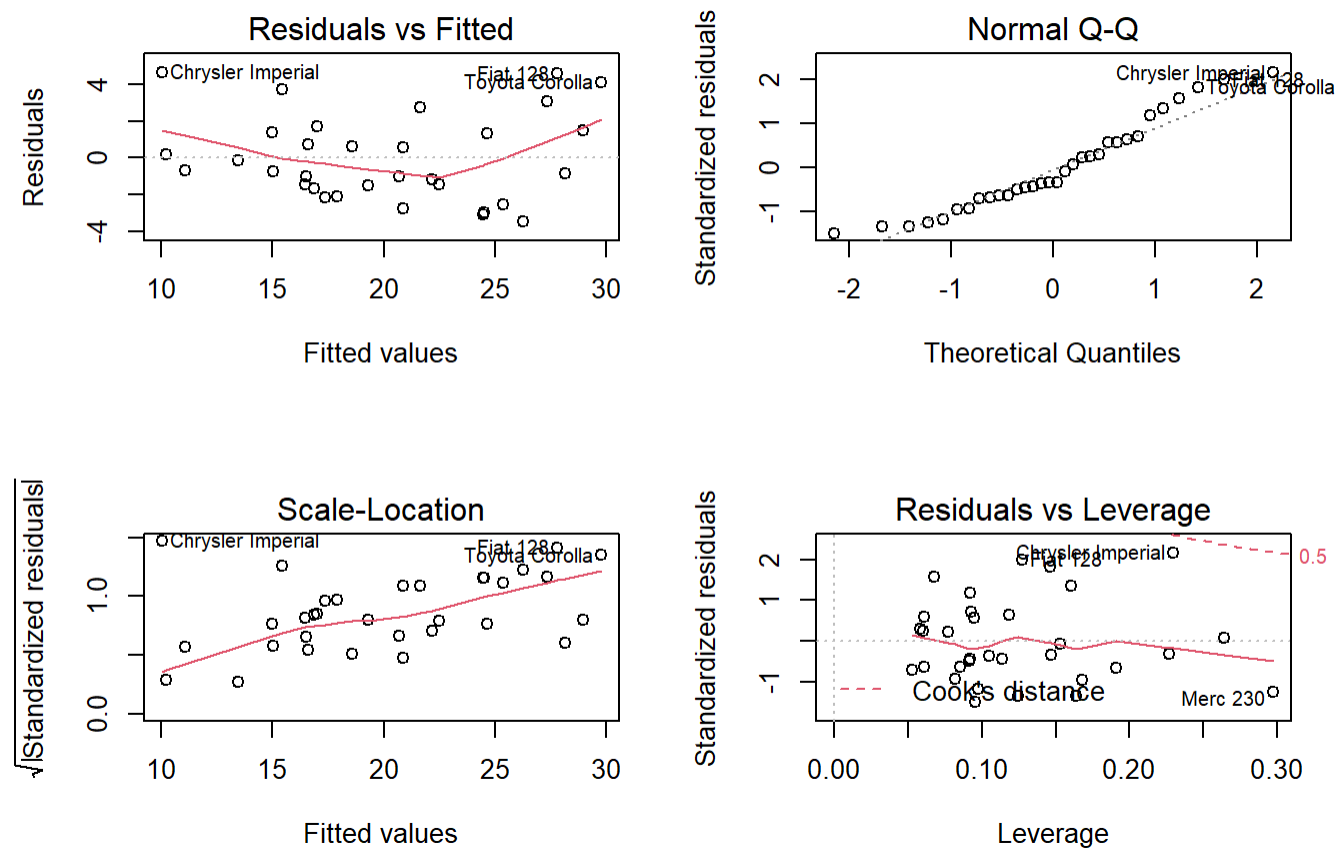 Residuals vs Fitted
Residuals
4
0
-4
Chrysler Imperial
Fiat 128
Toyota Corolla
10 15 20 25 30
Fitted values
Normal Q-Q
Standardized residuals
2
1
0
-1
Chrysler Imperial
Fiat 128
Toyota Corolla
-2 -1 0 1 2
Theoretical Quantiles
Scale-Location
√|Standardized residuals|
1.0
0.0
Chrysler Imperial
Fiat 128
Toyota Corolla
10 15 20 25 30
Fitted values
Residuals vs Leverage
Standardized residuals
2
1
-1
Chrysler Imperial
Fiat 128
0.5
Cook's distance
Merc 230
0.00 0.10 0.20 0.30
Leverage